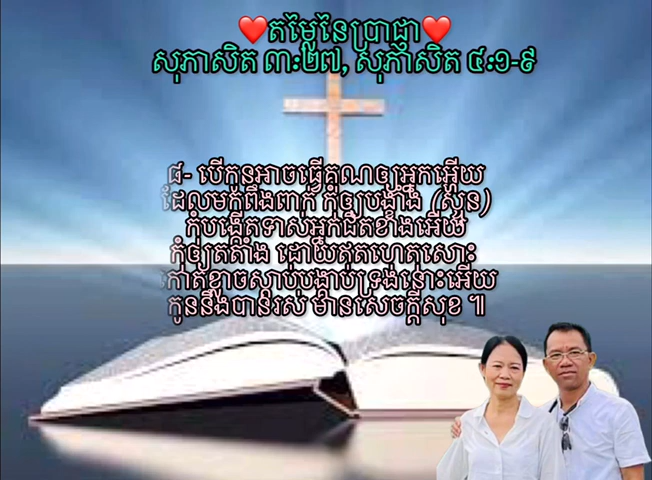 ❤️តម្លៃនៃប្រាជ្ញា❤️
សុភាសិត ៣:២៧, សុភាសិត ៤:១-៩
៨- បើកូនអាចធ្វើគុណឲ្យអ្នកអ្ហើយ
ដែលមកពឹងពាក់ កុំឲ្យបង្ខាំង (ស្ងួន)
កុំបង្កើតទាស់អ្នកជិតខាងអើយ
កុំឲ្យតតាំង ដោយឥតហេតុសោះ
កោតខ្លាចស្ដាប់បង្គាប់ទ្រង់នោះអើយ
កូននឹងបានរស់ មានសេចក្ដីសុខ ៕